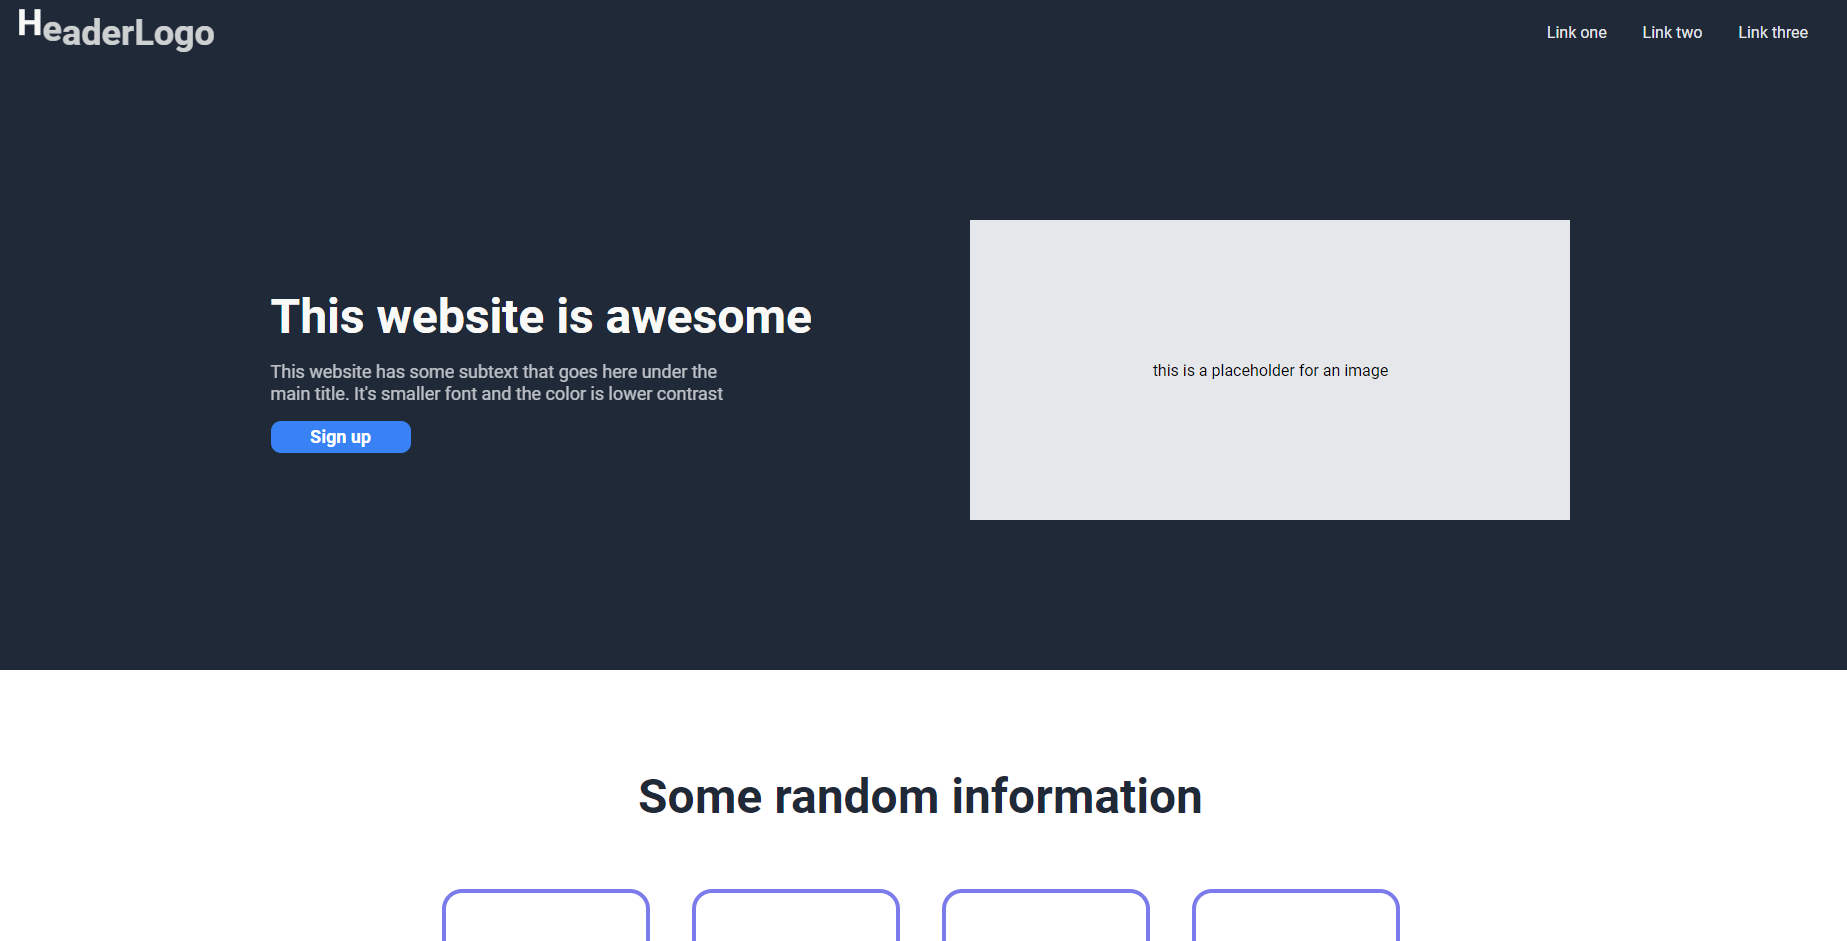 HeaderLogo
Link one
Link two
Link three
This website is awesome
This website has some subtext that goes here under the
main title. It's smaller font and the color is lower contrast
Sign up
this is a placeholder for an image
Some random information